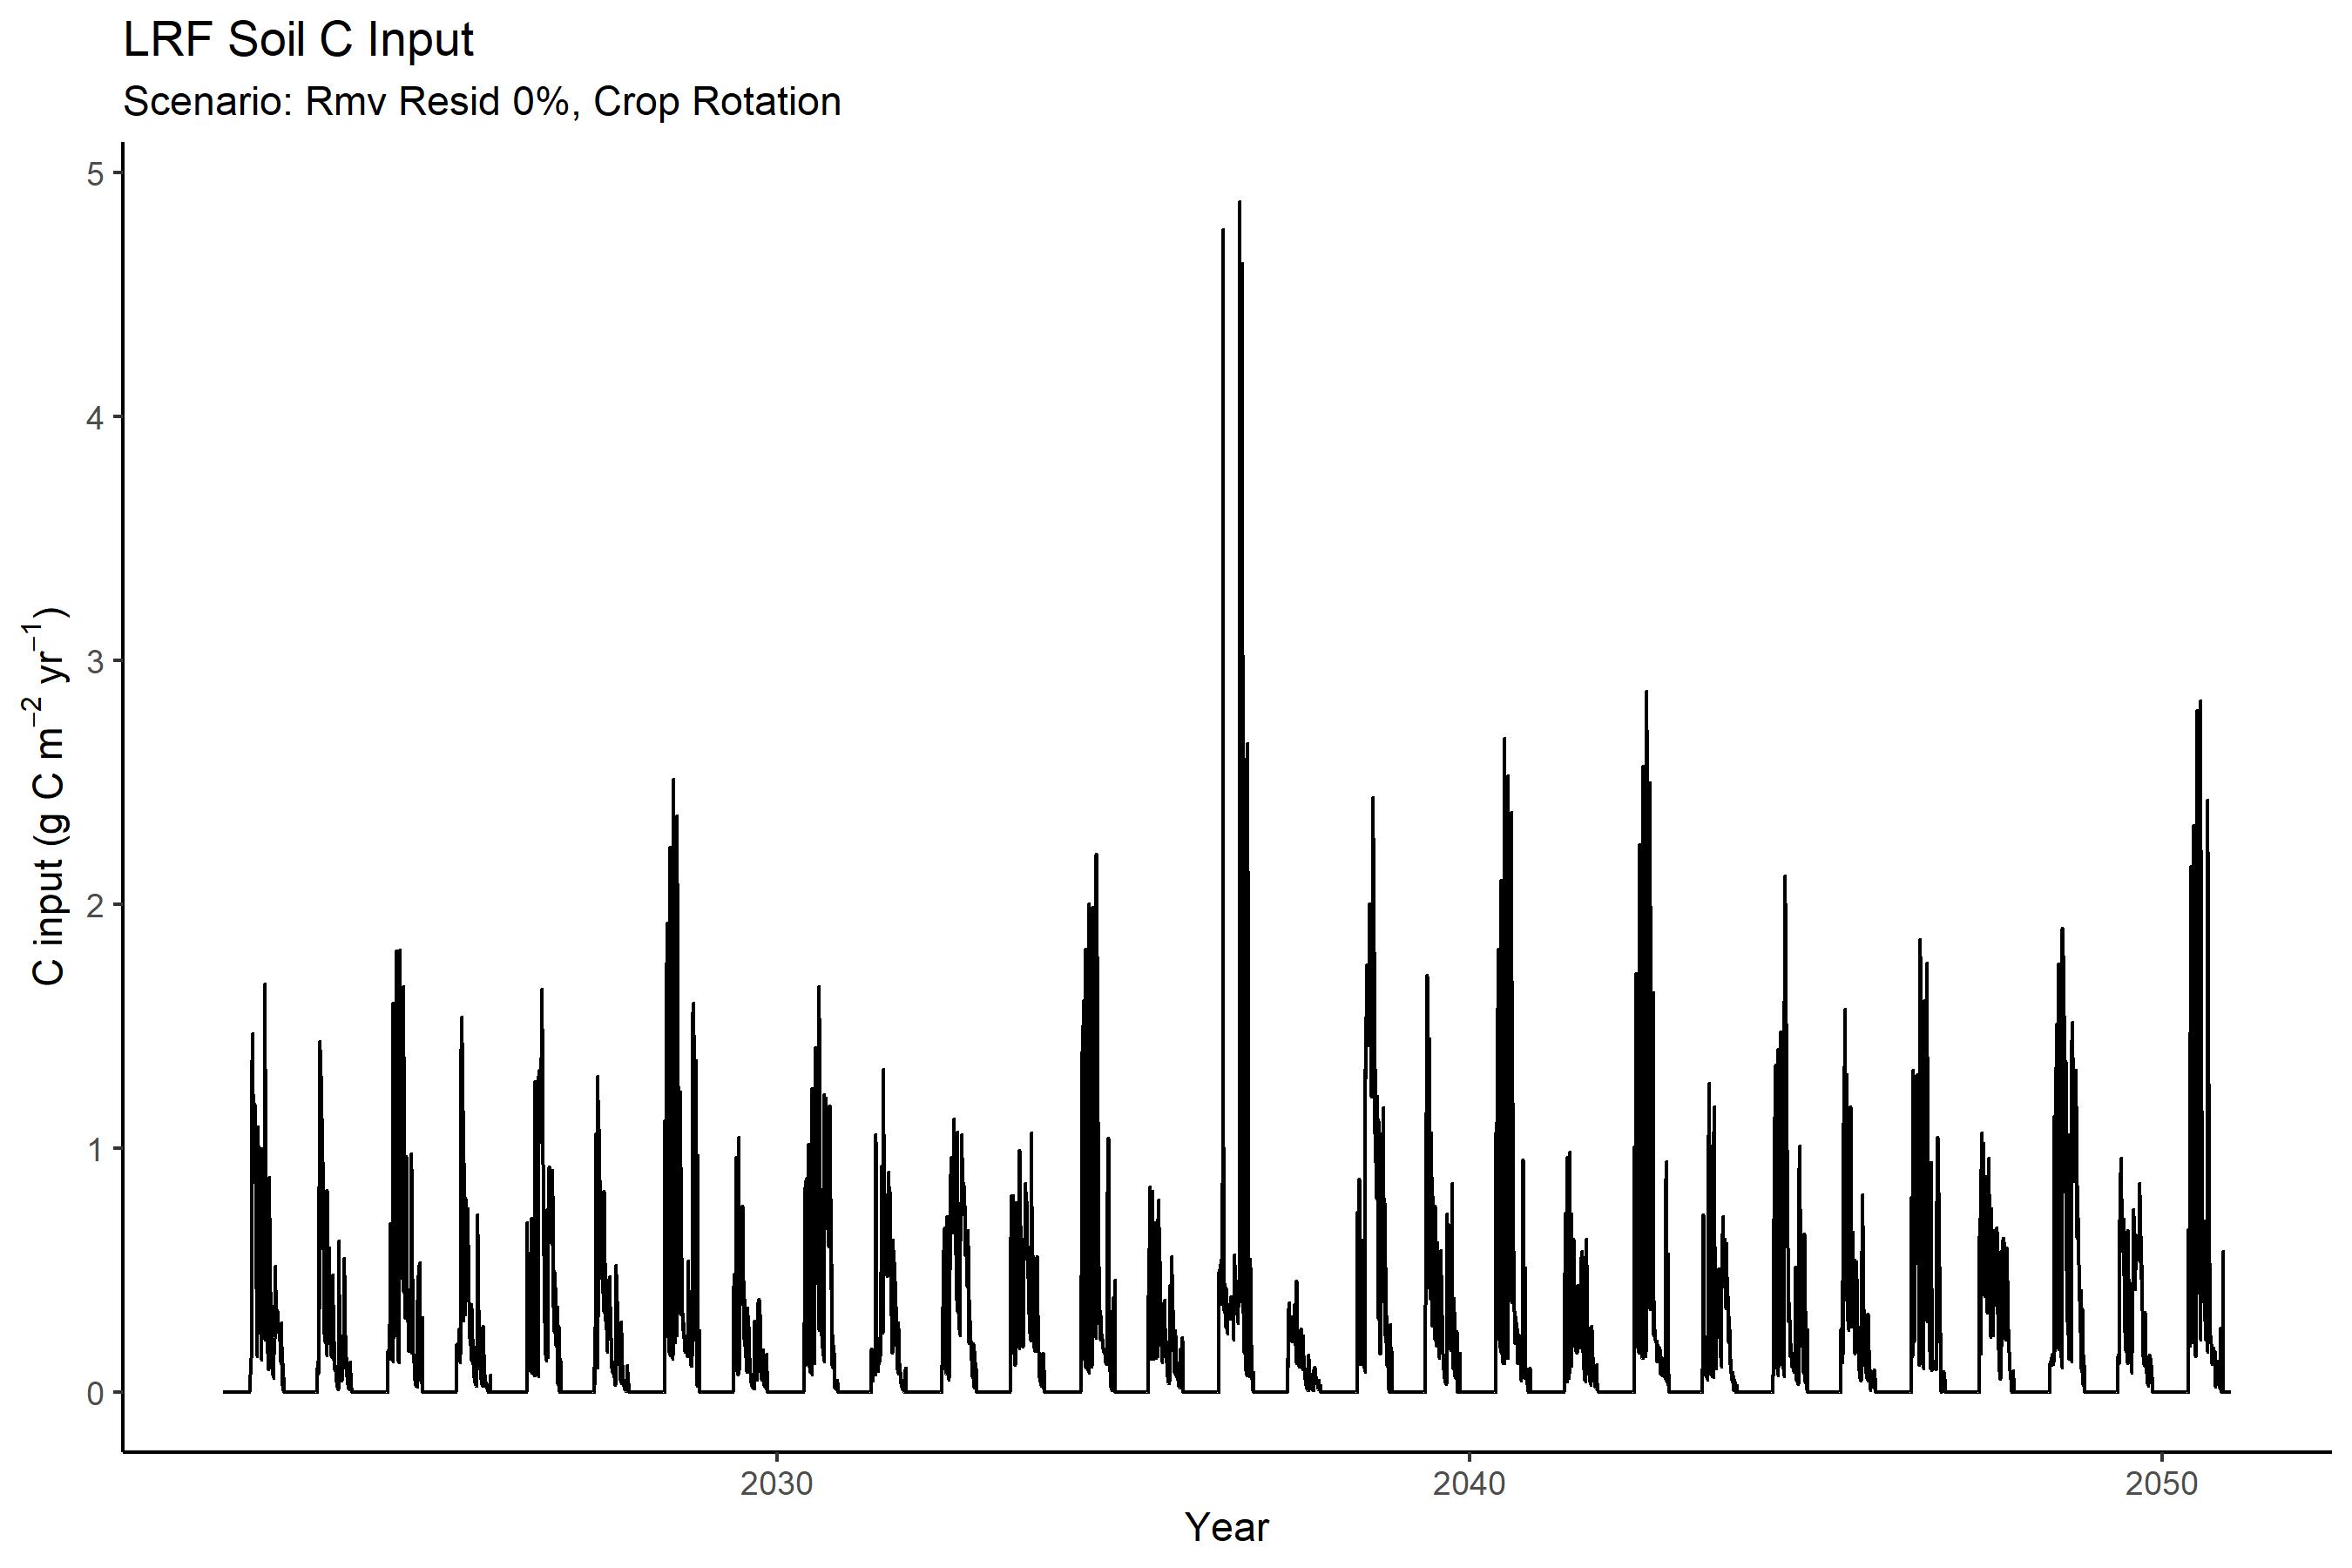 LRF Soil C Input
Scenario: Rmv Resid 0%, Crop Rotation
5
4
3
2
1
0
C input (g C m⁻² yr⁻¹)
2030 2040 2050
Year